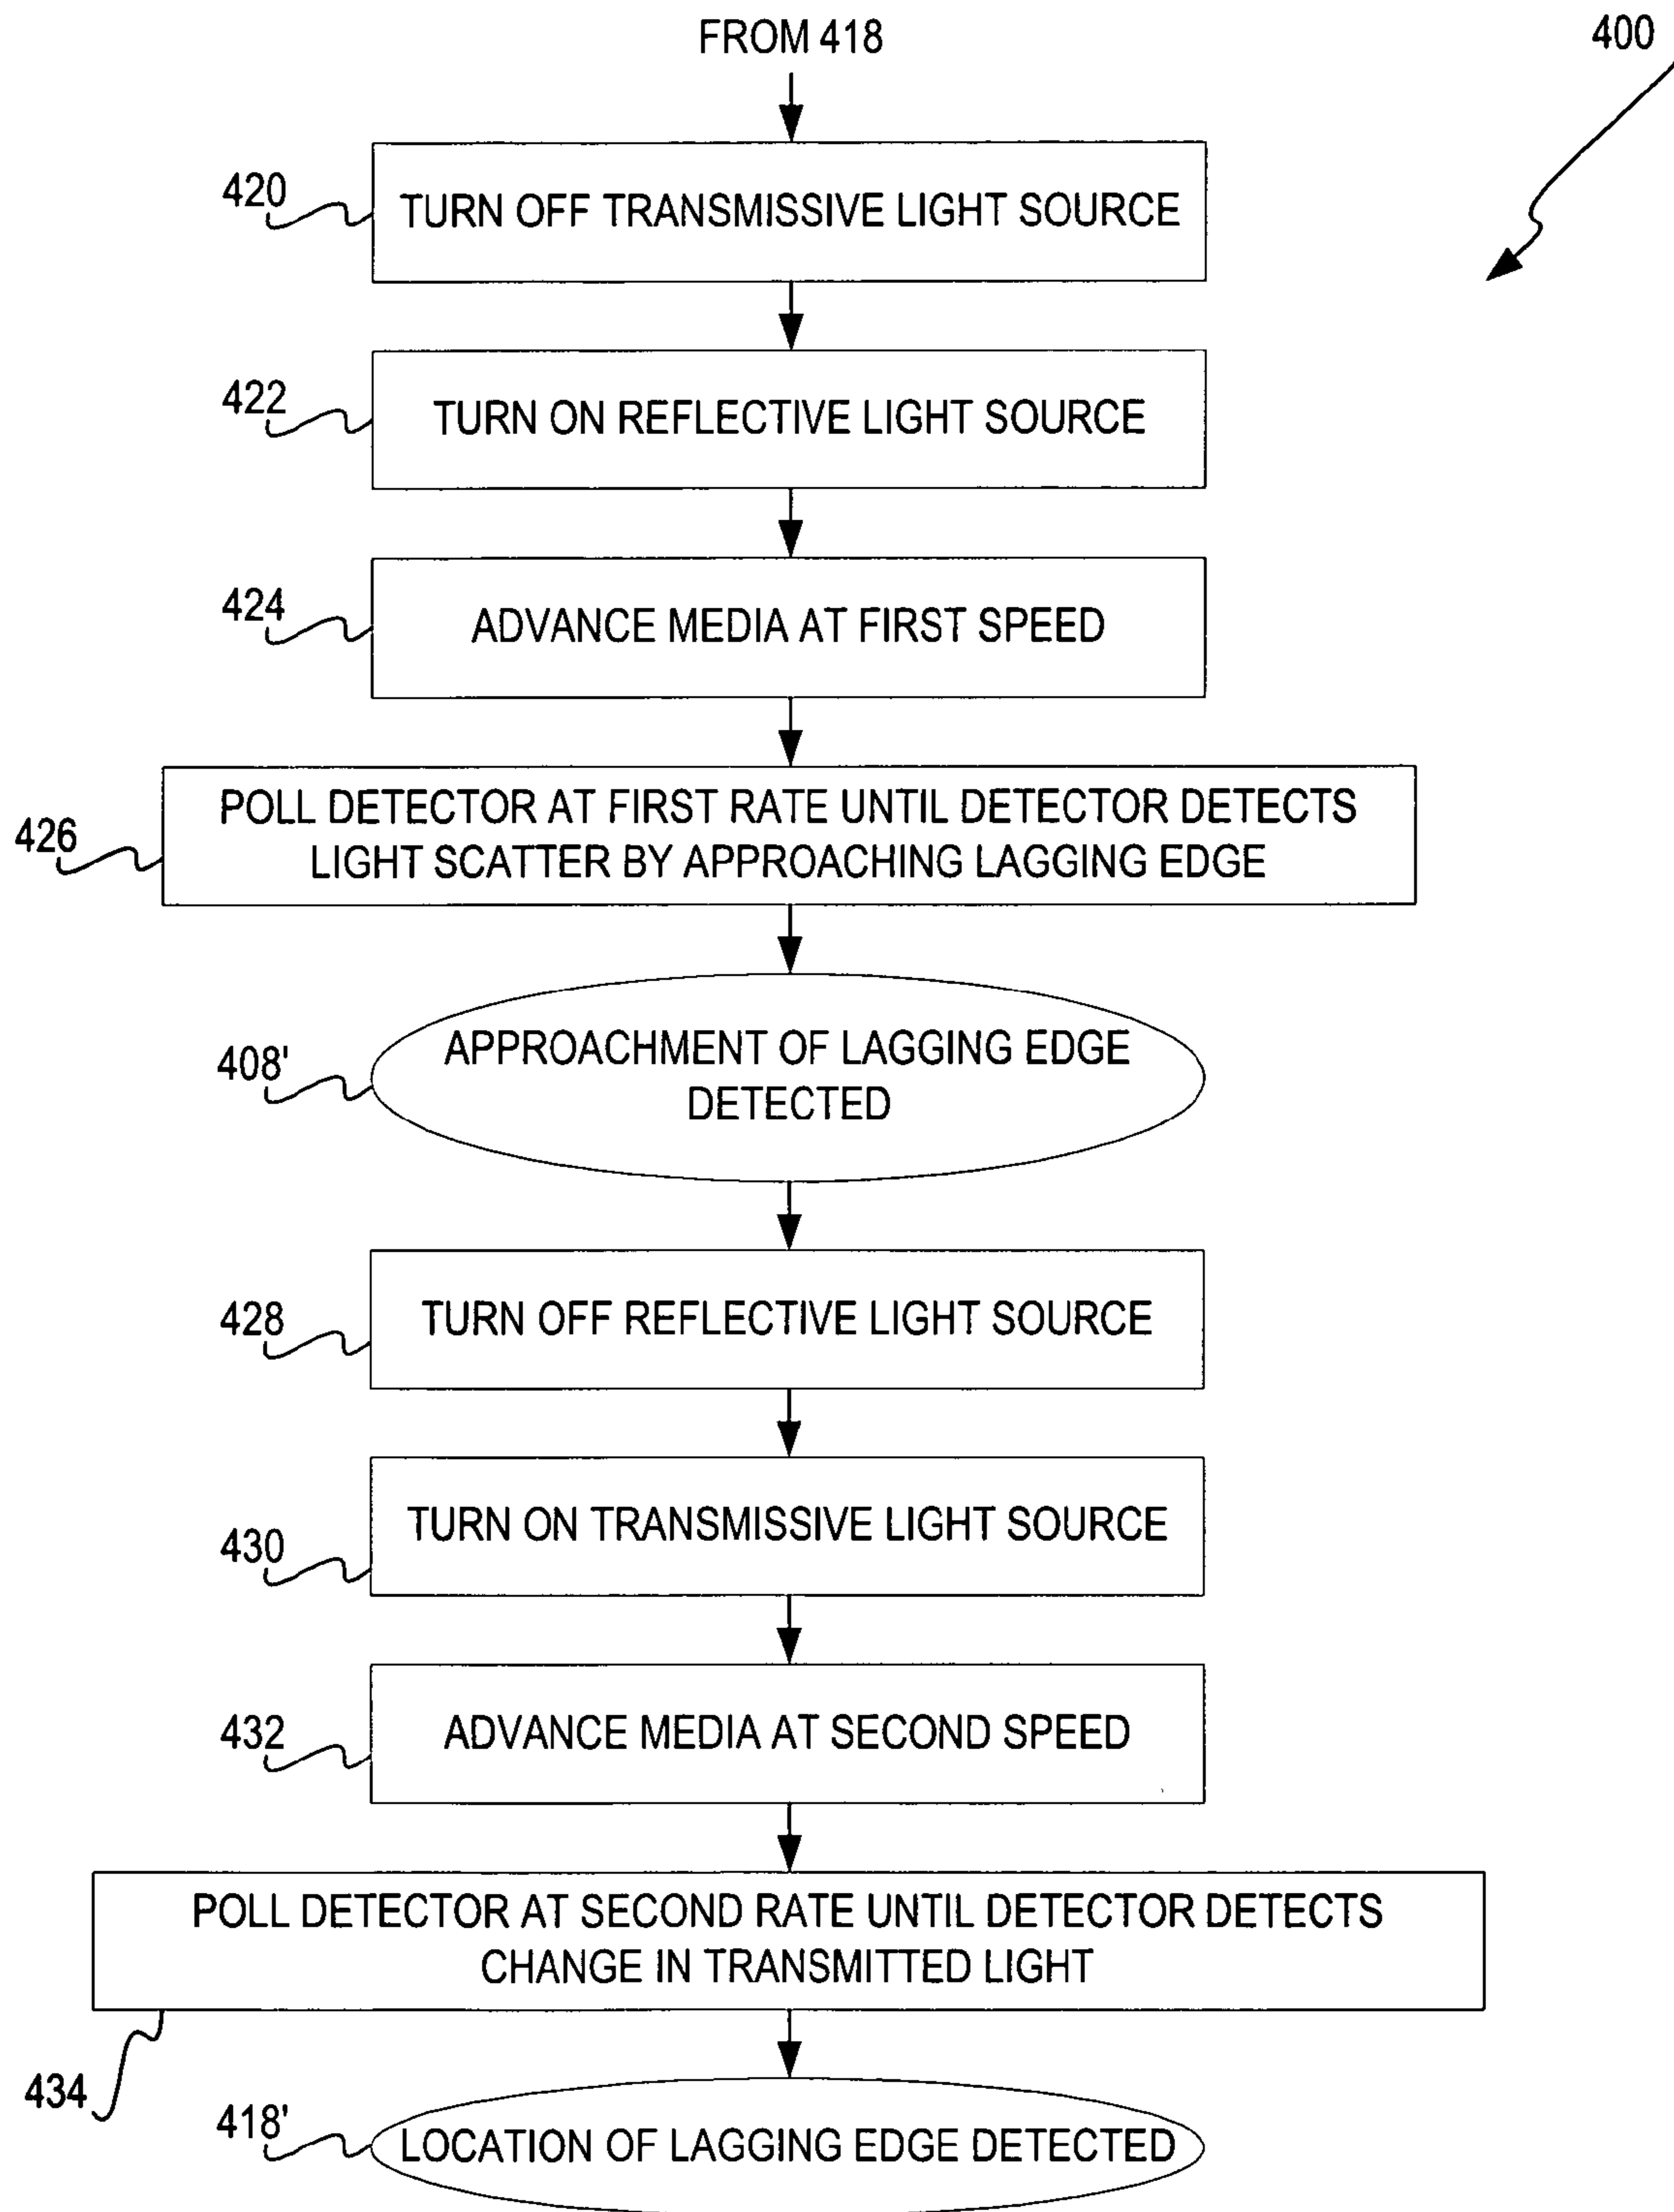 FROM 418
400
420
TURN OFF TRANSMISSIVE LIGHT SOURCE
422
TURN ON REFLECTIVE LIGHT SOURCE
424
ADVANCE MEDIA AT FIRST SPEED
426
POLL DETECTOR AT FIRST RATE UNTIL DETECTOR DETECTS
LIGHT SCATTER BY APPROACHING LAGGING EDGE
408'
APPROACHMENT OF LAGGING EDGE
DETECTED
428
TURN OFF REFLECTIVE LIGHT SOURCE
430
TURN ON TRANSMISSIVE LIGHT SOURCE
432
ADVANCE MEDIA AT SECOND SPEED
POLL DETECTOR AT SECOND RATE UNTIL DETECTOR DETECTS
CHANGE IN TRANSMITTED LIGHT
434
418'
LOCATION OF LAGGING EDGE DETECTED